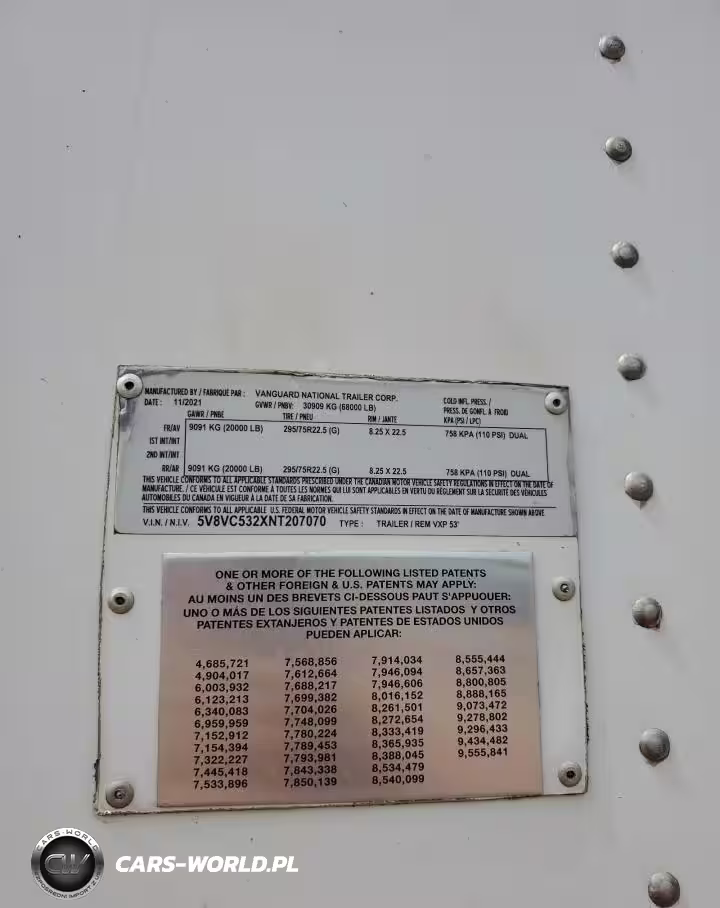 MANUFACTURED BY / FABRIQUÉ PAR : VANGUARD NATIONAL TRAILER CORP.
DATE : 11/2021 GVWR / PNBV: 30909 KG (68000 LB)
COLD INFL. PRESS. /
PRESS. DE GONFL. À FROID
KPA (PSI / LPC)
GAWR / PNBE TIRE / PNEU RIM / JANTE
FR/AV 9091 KG (20000 LB) 295/75R22.5 (G) 8.25 X 22.5 758 KPA (110 PSI) DUAL
1ST INT/INT
2ND INT/INT
RR/AR 9091 KG (20000 LB) 295/75R22.5 (G) 8.25 X 22.5 758 KPA (110 PSI) DUAL
THIS VEHICLE CONFORMS TO ALL APPLICABLE STANDARDS PRESCRIBED UNDER THE CANADIAN MOTOR VEHICLE SAFETY REGULATIONS IN EFFECT ON THE DATE OF
MANUFACTURE. / CE VÉHICULE EST CONFORME À TOUTES LES NORMES QUI LUI SONT APPLICABLES EN VERTU DU RÈGLEMENT SUR LA SÉCURITÉ DES VÉHICULES
AUTOMOBILES DU CANADA EN VIGUEUR À LA DATE DE SA FABRICATION.
THIS VEHICLE CONFORMS TO ALL APPLICABLE U.S. FEDERAL MOTOR VEHICLE SAFETY STANDARDS IN EFFECT ON THE DATE OF MANUFACTURE SHOWN ABOVE
V.I.N. / N.I.V. 5V8VC532XNT207070 TYPE : TRAILER / REM VXP 53'
ONE OR MORE OF THE FOLLOWING LISTED PATENTS
& OTHER FOREIGN & U.S. PATENTS MAY APPLY:
AU MOINS UN DES BREVETS CI-DESSOUS PAUT S'APPUOUER:
UNO O MÁS DE LOS SIGUIENTES PATENTES LISTADOS Y OTROS
PATENTES EXTANJEROS Y PATENTES DE ESTADOS UNIDOS
PUEDEN APLICAR:
4,685,721 7,568,856 7,914,034 8,555,444
4,904,017 7,612,664 7,946,094 8,657,363
6,003,932 7,688,217 7,946,606 8,800,805
6,123,213 7,699,382 8,016,152 8,888,165
6,340,083 7,704,026 8,261,501 9,073,472
6,959,959 7,748,099 8,272,654 9,278,802
7,152,912 7,780,224 8,333,419 9,296,433
7,154,394 7,789,453 8,365,935 9,434,482
7,322,227 7,793,981 8,388,045 9,555,841
7,445,418 7,843,338 8,534,479
7,533,896 7,850,139 8,540,099
CARS-WORLD
CW
CARS-WORLD.PL